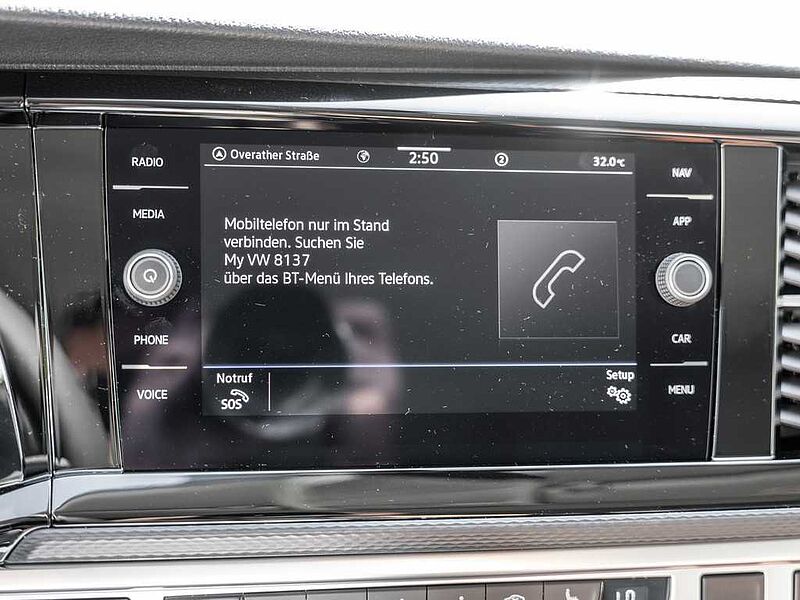 RADIO
MEDIA
PHONE
VOICE
Overather Straße 2:50 2 32.0°C
Mobiltelefon nur im Stand
verbinden. Suchen Sie
My VW 8137
über das BT-Menü Ihres Telefons.
Notruf
SOS
Setup
NAV
APP
CAR
MENU